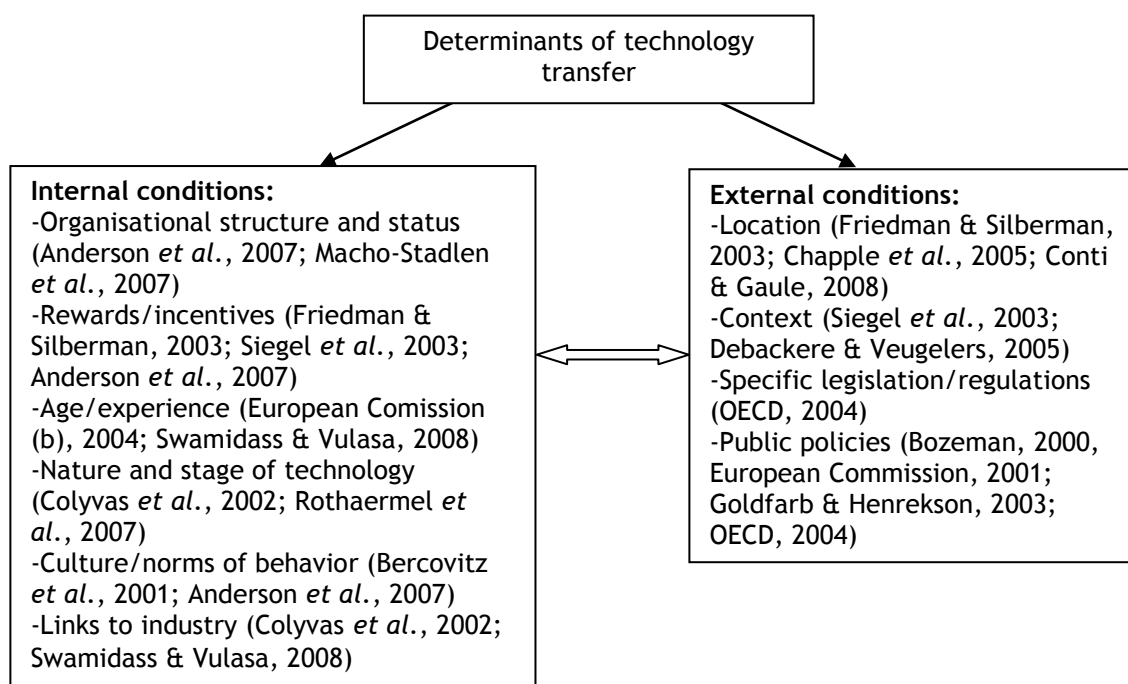 Determinants of technology
transfer
Internal conditions:
-Organisational structure and status
(Anderson et al., 2007; Macho-Stadlen
et al., 2007)
-Rewards/incentives (Friedman &
Silberman, 2003; Siegel et al., 2003;
Anderson et al., 2007)
-Age/experience (European Comission
(b), 2004; Swamidass & Vulasa, 2008)
-Nature and stage of technology
(Colyvas et al., 2002; Rothaermel et
al., 2007)
-Culture/norms of behavior (Bercovitz
et al., 2001; Anderson et al., 2007)
-Links to industry (Colyvas et al., 2002;
Swamidass & Vulasa, 2008)
External conditions:
-Location (Friedman & Silberman,
2003; Chapple et al., 2005; Conti
& Gaule, 2008)
-Context (Siegel et al., 2003;
Debackere & Veugelers, 2005)
-Specific legislation/regulations
(OECD, 2004)
-Public policies (Bozeman, 2000,
European Commission, 2001;
Goldfarb & Henrekson, 2003;
OECD, 2004)